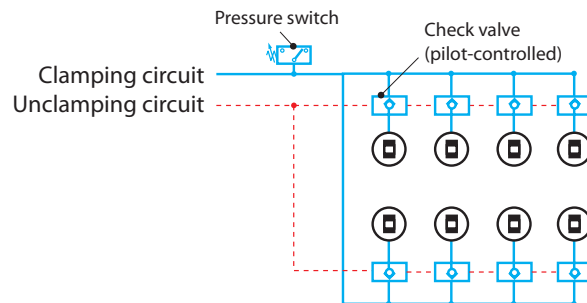 Pressure switch
Check valve
(pilot-controlled)
Clamping circuit
Unclamping circuit